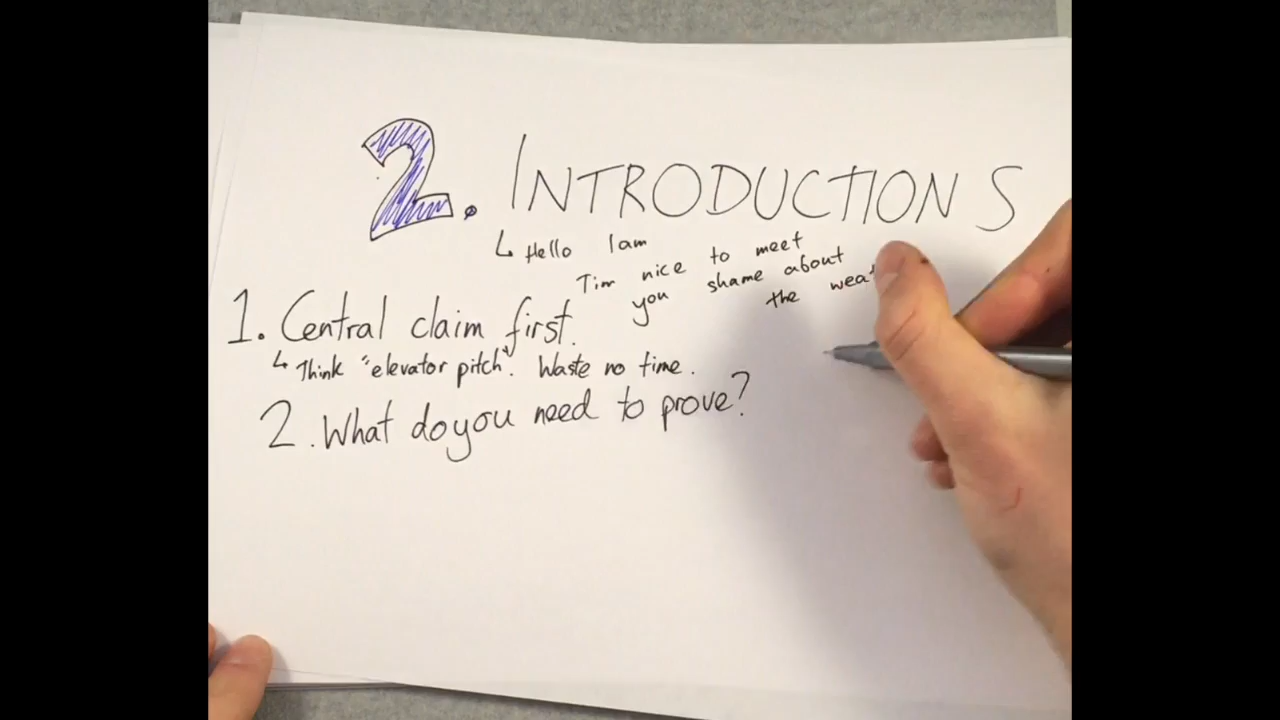 2. INTRODUCTIONS
↳ Hello I am
Tim nice to meet
you shame about
the
1. Central claim first.
↳ Think "elevator pitch". Waste no time.
2. What do you need to prove?